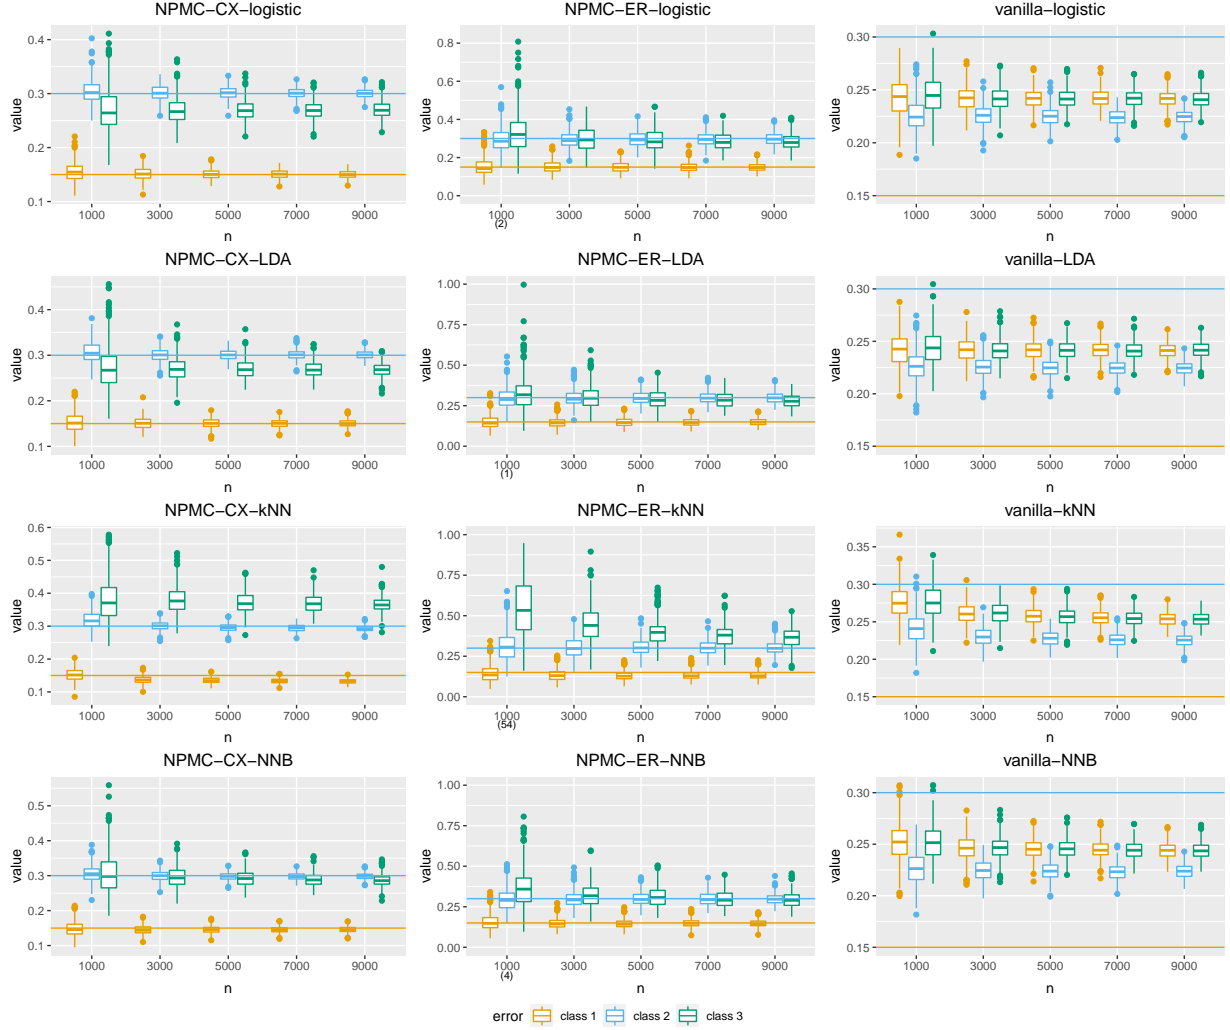 NPMC−CX−logistic
NPMC−ER−logistic
vanilla−logistic
value
0.4
0.3
0.2
0.1
1000 3000 5000 7000 9000
n
value
0.8
0.6
0.4
0.2
0.0
1000 3000 5000 7000 9000
(2)
n
value
0.30
0.25
0.20
0.15
1000 3000 5000 7000 9000
n
NPMC−CX−LDA
NPMC−ER−LDA
vanilla−LDA
value
0.4
0.3
0.2
0.1
1000 3000 5000 7000 9000
n
value
1.00
0.75
0.50
0.25
0.00
1000 3000 5000 7000 9000
(1)
n
value
0.30
0.25
0.20
0.15
1000 3000 5000 7000 9000
n
NPMC−CX−kNN
NPMC−ER−kNN
vanilla−kNN
value
0.6
0.5
0.4
0.3
0.2
0.1
1000 3000 5000 7000 9000
n
value
1.00
0.75
0.50
0.25
0.00
1000 3000 5000 7000 9000
(54)
n
value
0.35
0.30
0.25
0.20
0.15
1000 3000 5000 7000 9000
n
NPMC−CX−NNB
NPMC−ER−NNB
vanilla−NNB
value
0.5
0.4
0.3
0.2
0.1
1000 3000 5000 7000 9000
n
value
1.00
0.75
0.50
0.25
0.00
1000 3000 5000 7000 9000
(4)
n
value
0.30
0.25
0.20
0.15
1000 3000 5000 7000 9000
n
error class 1 class 2 class 3